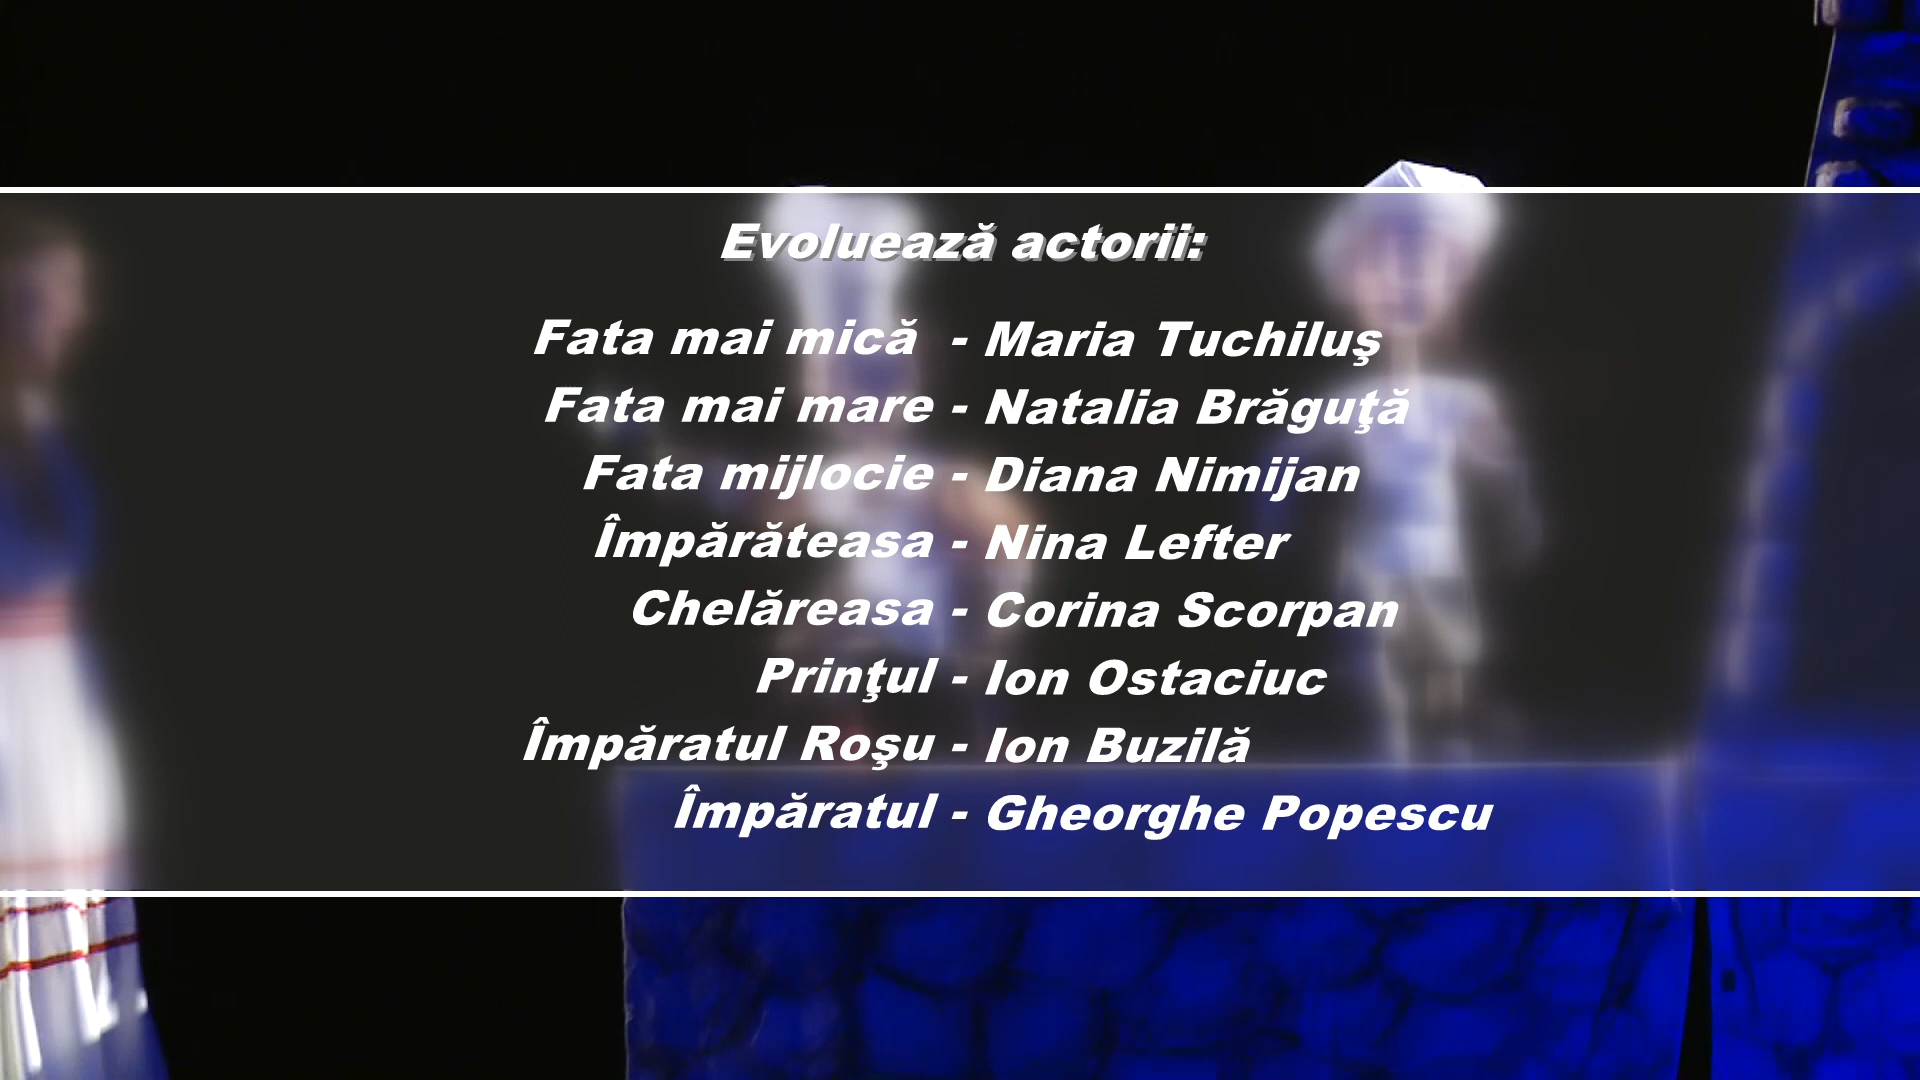 Evoluează actorii:
Fata mai mică - Maria Tuchiluş
Fata mai mare - Natalia Brăguţă
Fata mijlocie - Diana Nimijan
Împărăteasa - Nina Lefter
Chelăreasa - Corina Scorpan
Prinţul - Ion Ostaciuc
Împăratul Roşu - Ion Buzilă
Împăratul - Gheorghe Popescu